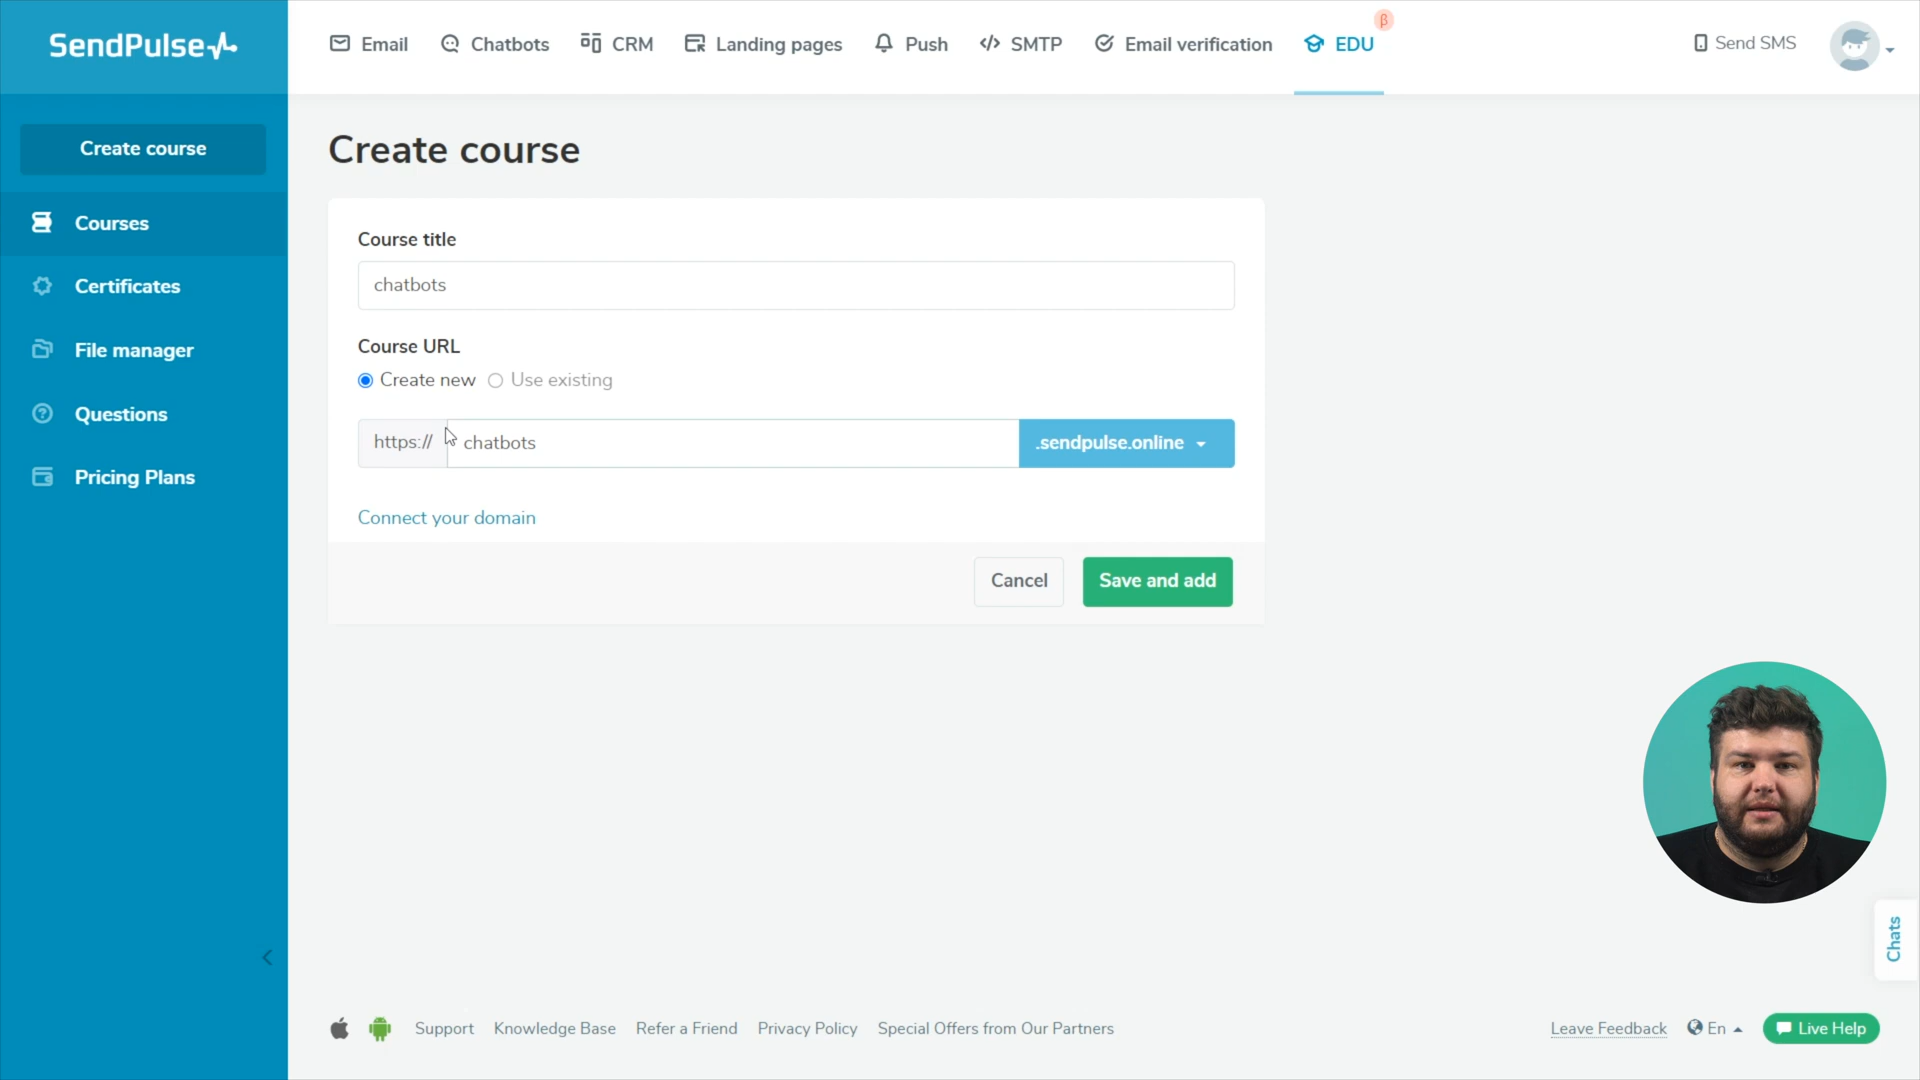 SendPulse
Email
Chatbots
CRM
Landing pages
Push
SMTP
Email verification
EDU
β
Send SMS
Create course
Courses
Certificates
File manager
Questions
Pricing Plans
Create course
Course title
chatbots
Course URL
Create new
Use existing
https://
chatbots
.sendpulse.online
Connect your domain
Cancel
Save and add
Chats
Support
Knowledge Base
Refer a Friend
Privacy Policy
Special Offers from Our Partners
Leave Feedback
En
Live Help